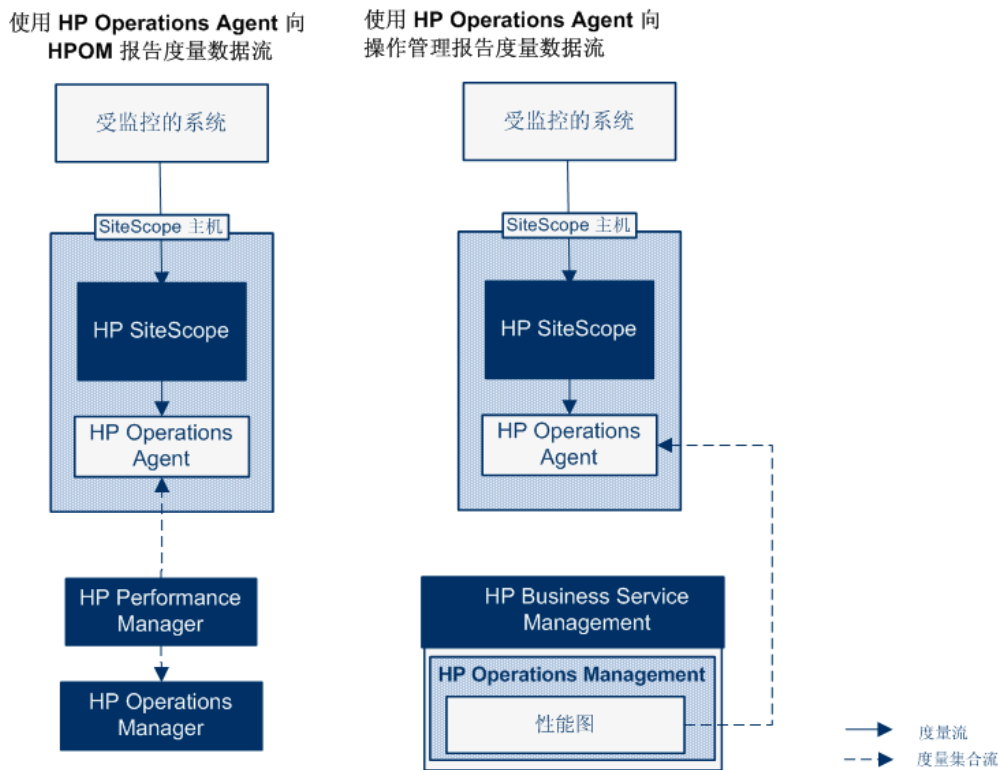 使用 HP Operations Agent 向
HPOM 报告度量数据流
受监控的系统
SiteScope 主机
HP SiteScope
HP Operations
Agent
HP Performance
Manager
HP Operations
Manager
使用 HP Operations Agent 向
操作管理报告度量数据流
受监控的系统
SiteScope 主机
HP SiteScope
HP Operations
Agent
HP Business Service
Management
HP Operations Management
性能图
度量流
度量集合流